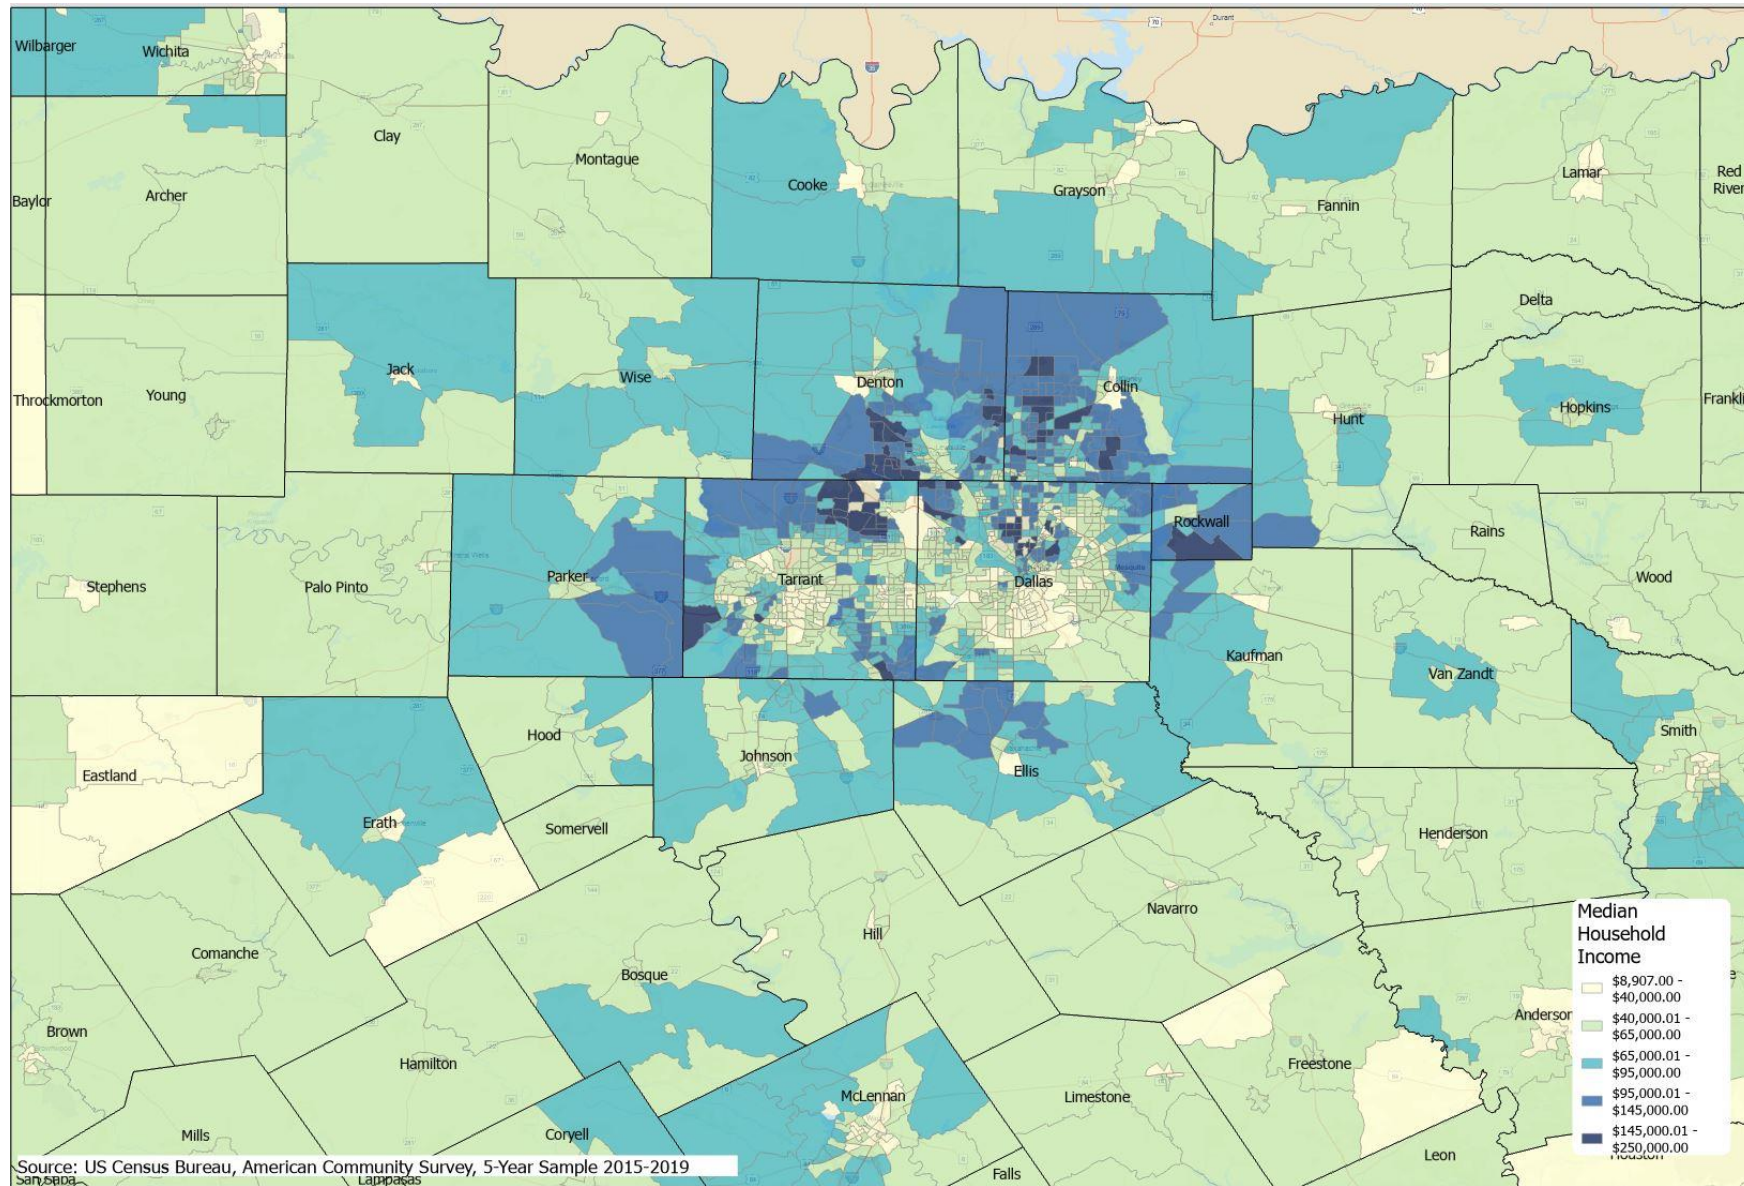 Durant
Wilbarger
Wichita
Clay
Montague
Cooke
Grayson
Fannin
Lamar
Red
River
Baylor
Archer
Delta
Throckmorton
Young
Jack
Wise
Denton
Collin
Hunt
Hopkins
Frankli
Stephens
Palo Pinto
Parker
Tarrant
Dallas
Rockwall
Rains
Wood
Kaufman
Van Zandt
Smith
Eastland
Hood
Johnson
Ellis
Erath
Somervell
Henderson
Navarro
Hill
Comanche
Bosque
Brown
Hamilton
McLennan
Limestone
Freestone
Anderson
Mills
Coryell
Falls
Leon
San Saba
Lampasas
Houston
Median
Household
Income
$8,907.00 -
$40,000.00
$40,000.01 -
$65,000.00
$65,000.01 -
$95,000.00
$95,000.01 -
$145,000.00
$145,000.01 -
$250,000.00
Source: US Census Bureau, American Community Survey, 5-Year Sample 2015-2019